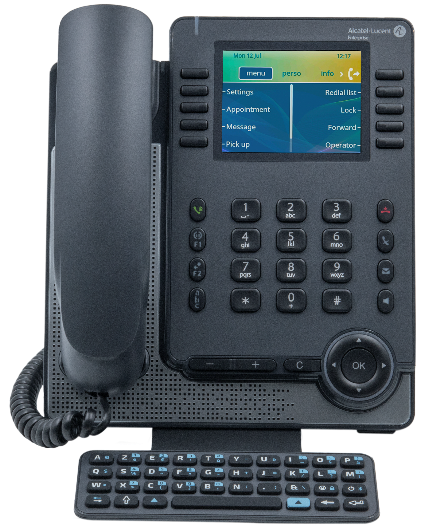 Alcatel·Lucent
Enterprise
Mon 12 Jul 12:17
menu perso info
Settings Redial list
Appointment Lock
Message Forward
Pick up Operator
1 2 3
abc def
F1 4 5 6
ghi jkl mno
F2 7 8 9
pqrs tuv wxyz
* 0 #
+
− + C OK
A Z E R T Y U I O P
Q S D F G H J K L M
W X C V B N